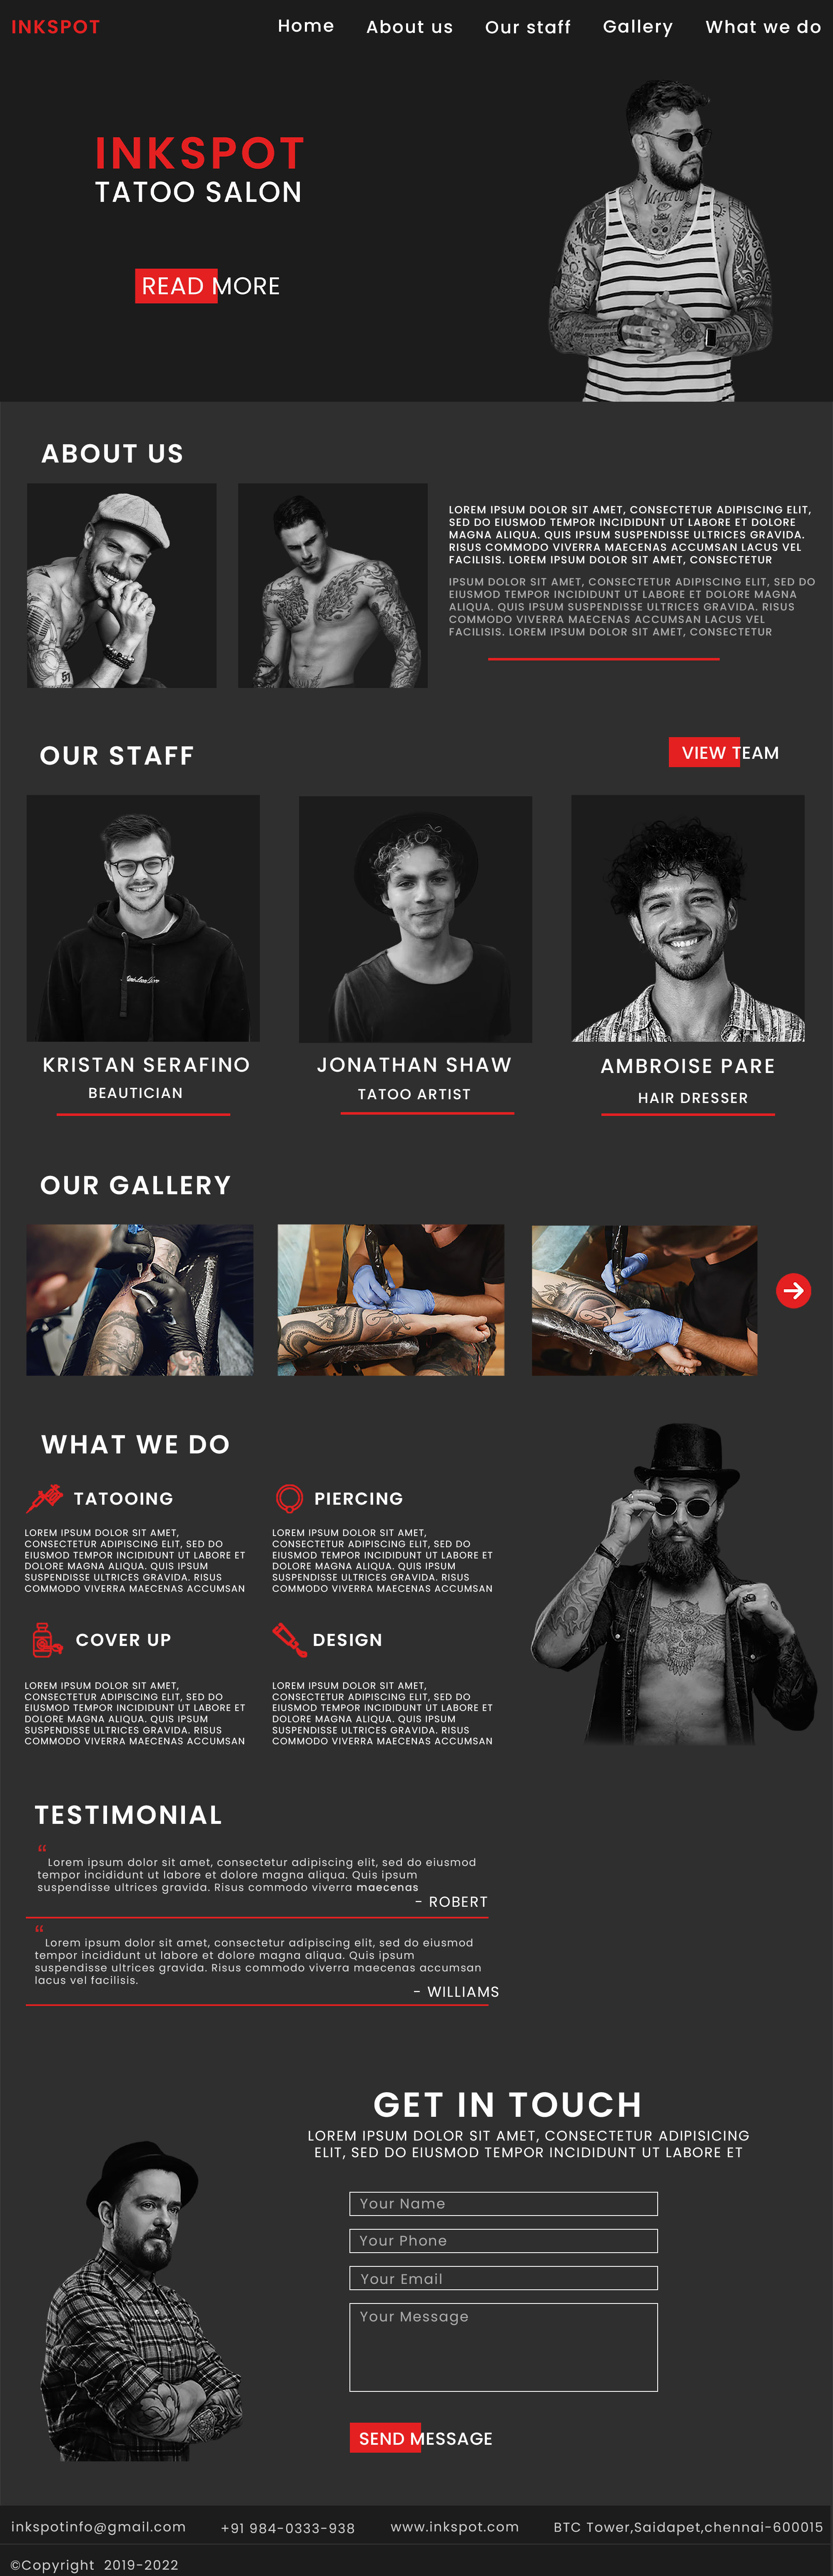 INKSPOT
Home
About us
Our staff
Gallery
What we do
INKSPOT
TATOO SALON
READ MORE
ABOUT US
LOREM IPSUM DOLOR SIT AMET, CONSECTETUR ADIPISCING ELIT,
SED DO EIUSMOD TEMPOR INCIDIDUNT UT LABORE ET DOLORE
MAGNA ALIQUA. QUIS IPSUM SUSPENDISSE ULTRICES GRAVIDA.
RISUS COMMODO VIVERRA MAECENAS ACCUMSAN LACUS VEL
FACILISIS. LOREM IPSUM DOLOR SIT AMET, CONSECTETUR
IPSUM DOLOR SIT AMET, CONSECTETUR ADIPISCING ELIT, SED DO
EIUSMOD TEMPOR INCIDIDUNT UT LABORE ET DOLORE MAGNA
ALIQUA. QUIS IPSUM SUSPENDISSE ULTRICES GRAVIDA. RISUS
COMMODO VIVERRA MAECENAS ACCUMSAN LACUS VEL
FACILISIS. LOREM IPSUM DOLOR SIT AMET, CONSECTETUR
OUR STAFF
VIEW TEAM
KRISTAN SERAFINO
BEAUTICIAN
JONATHAN SHAW
TATOO ARTIST
AMBROISE PARE
HAIR DRESSER
OUR GALLERY
WHAT WE DO
TATOOING
LOREM IPSUM DOLOR SIT AMET,
CONSECTETUR ADIPISCING ELIT, SED DO
EIUSMOD TEMPOR INCIDIDUNT UT LABORE ET
DOLORE MAGNA ALIQUA. QUIS IPSUM
SUSPENDISSE ULTRICES GRAVIDA. RISUS
COMMODO VIVERRA MAECENAS ACCUMSAN
PIERCING
LOREM IPSUM DOLOR SIT AMET,
CONSECTETUR ADIPISCING ELIT, SED DO
EIUSMOD TEMPOR INCIDIDUNT UT LABORE ET
DOLORE MAGNA ALIQUA. QUIS IPSUM
SUSPENDISSE ULTRICES GRAVIDA. RISUS
COMMODO VIVERRA MAECENAS ACCUMSAN
COVER UP
LOREM IPSUM DOLOR SIT AMET,
CONSECTETUR ADIPISCING ELIT, SED DO
EIUSMOD TEMPOR INCIDIDUNT UT LABORE ET
DOLORE MAGNA ALIQUA. QUIS IPSUM
SUSPENDISSE ULTRICES GRAVIDA. RISUS
COMMODO VIVERRA MAECENAS ACCUMSAN
DESIGN
LOREM IPSUM DOLOR SIT AMET,
CONSECTETUR ADIPISCING ELIT, SED DO
EIUSMOD TEMPOR INCIDIDUNT UT LABORE ET
DOLORE MAGNA ALIQUA. QUIS IPSUM
SUSPENDISSE ULTRICES GRAVIDA. RISUS
COMMODO VIVERRA MAECENAS ACCUMSAN
TESTIMONIAL
“
Lorem ipsum dolor sit amet, consectetur adipiscing elit, sed do eiusmod
tempor incididunt ut labore et dolore magna aliqua. Quis ipsum
suspendisse ultrices gravida. Risus commodo viverra maecenas
- ROBERT
“
Lorem ipsum dolor sit amet, consectetur adipiscing elit, sed do eiusmod
tempor incididunt ut labore et dolore magna aliqua. Quis ipsum
suspendisse ultrices gravida. Risus commodo viverra maecenas accumsan
lacus vel facilisis.
- WILLIAMS
GET IN TOUCH
LOREM IPSUM DOLOR SIT AMET, CONSECTETUR ADIPISICING
ELIT, SED DO EIUSMOD TEMPOR INCIDIDUNT UT LABORE ET
Your Name
Your Phone
Your Email
Your Message
SEND MESSAGE
inkspotinfo@gmail.com
+91 984-0333-938
www.inkspot.com
BTC Tower,Saidapet,chennai-600015
©Copyright 2019-2022